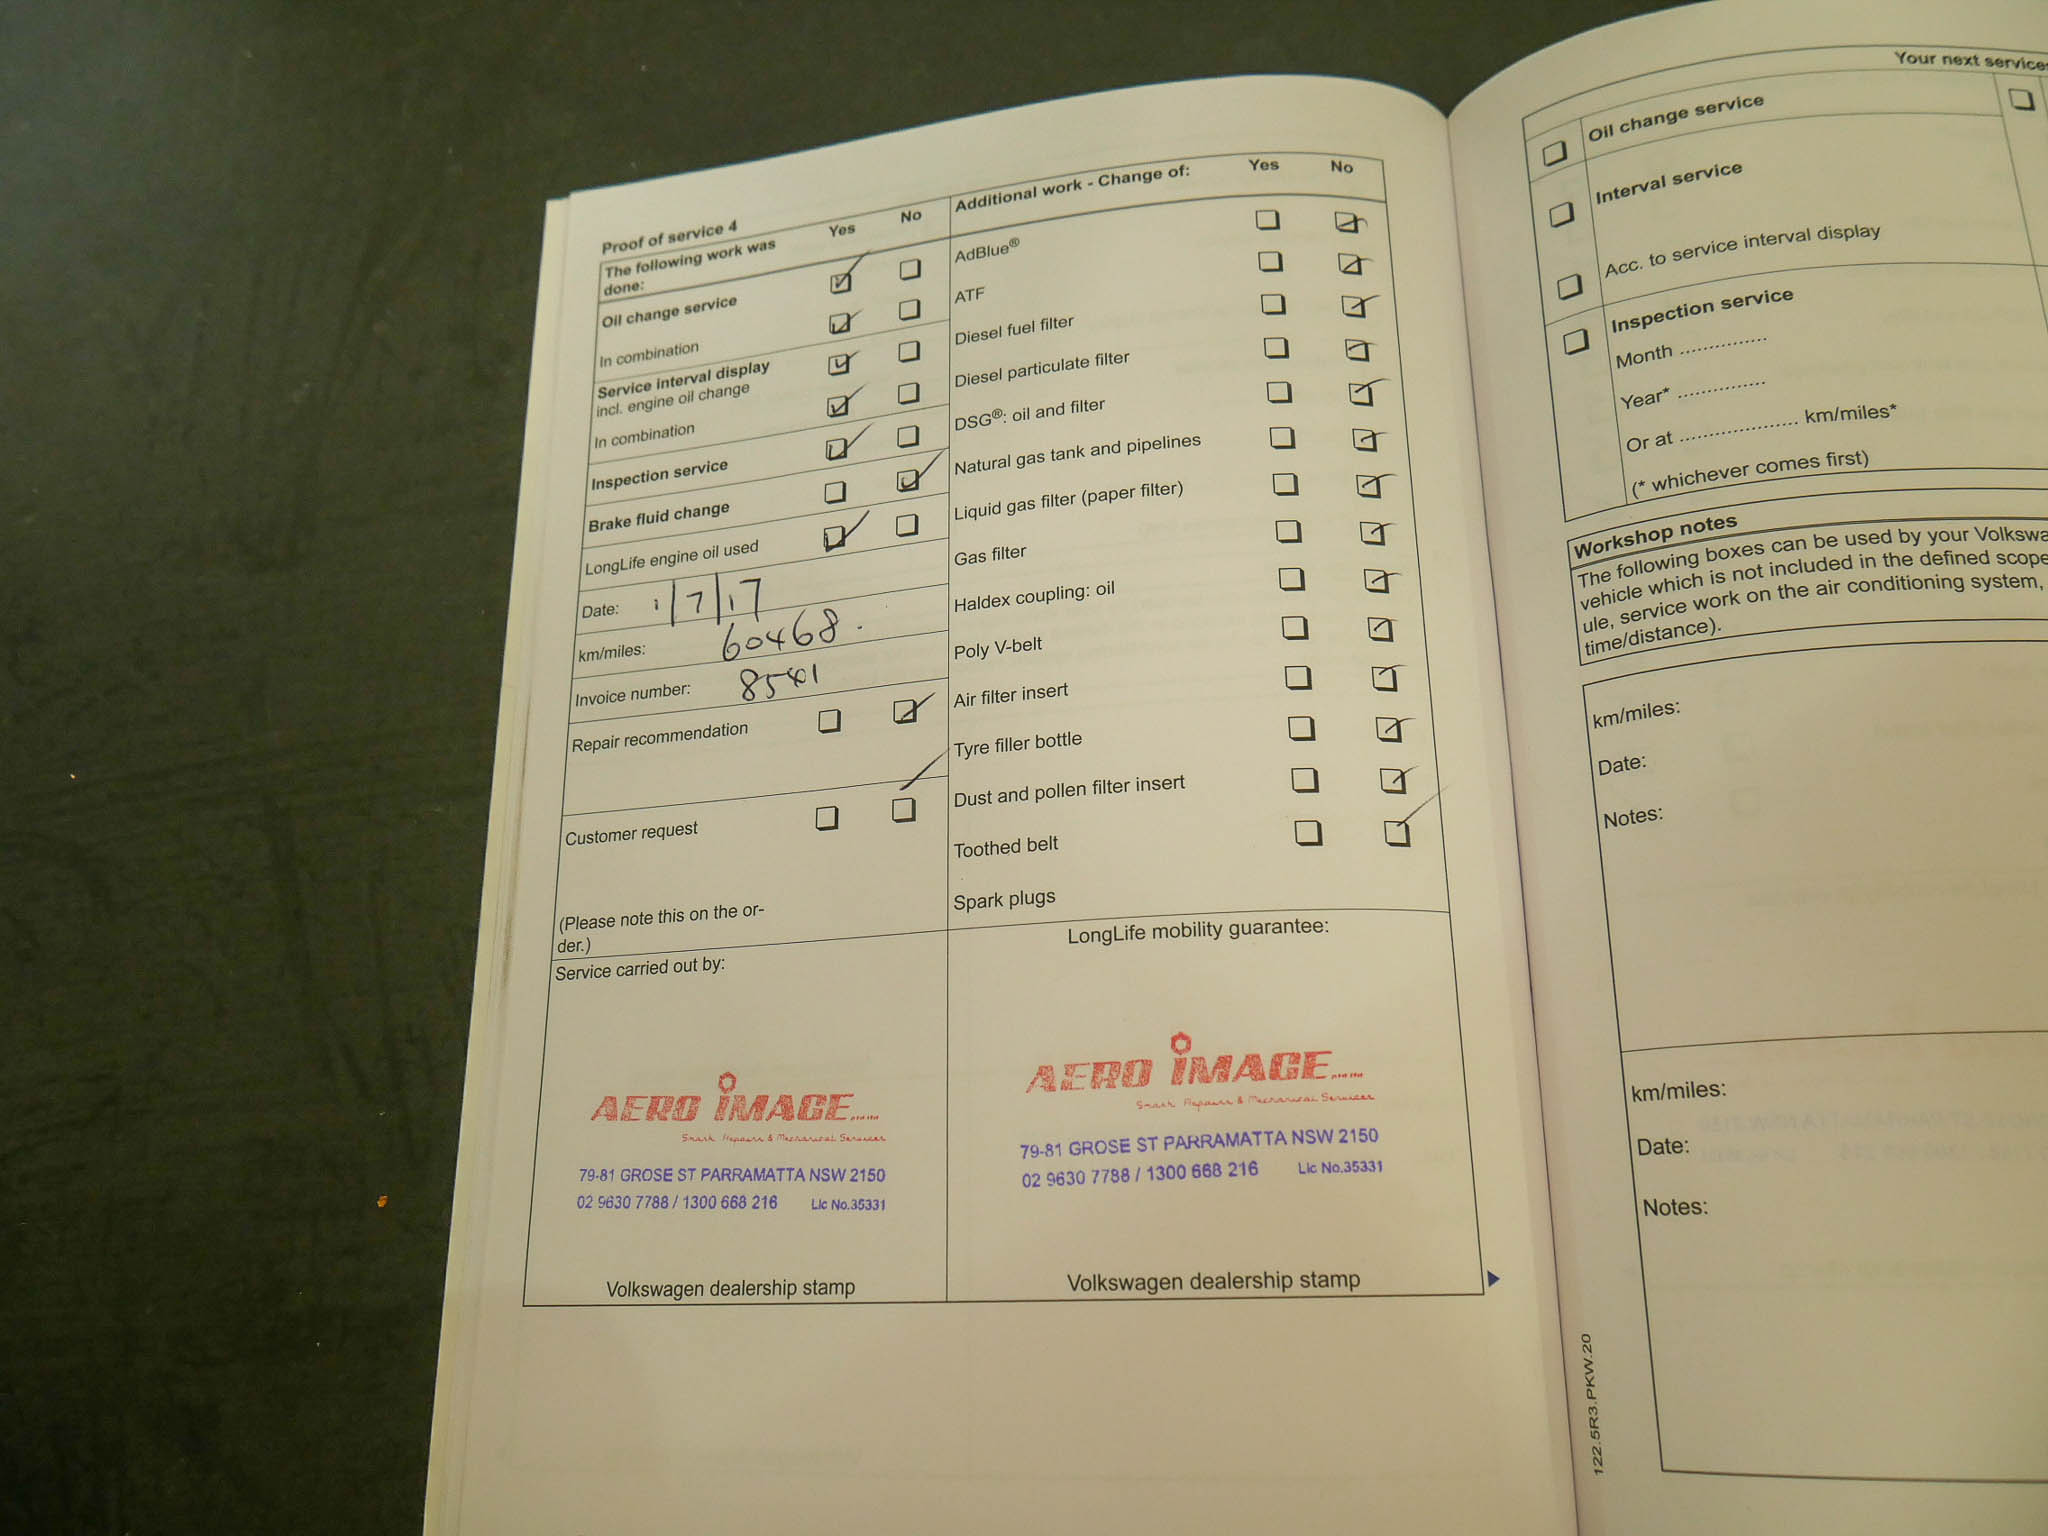 Proof of service 4
The following work was done: Yes No
Oil change service
In combination
Service interval display
incl. engine oil change
In combination
Inspection service
Brake fluid change
LongLife engine oil used
Date: 1/7/17
km/miles: 60468.
Invoice number: 8541
Repair recommendation
Customer request
(Please note this on the or-
der.)
Service carried out by:
AERO IMAGE
Smash Repairs & Mechanical Services
79-81 GROSE ST PARRAMATTA NSW 2150
02 9630 7788 / 1300 668 216 Lic No.35331
Volkswagen dealership stamp
Additional work - Change of: Yes No
AdBlue®
ATF
Diesel fuel filter
Diesel particulate filter
DSG®: oil and filter
Natural gas tank and pipelines
Liquid gas filter (paper filter)
Gas filter
Haldex coupling: oil
Poly V-belt
Air filter insert
Tyre filler bottle
Dust and pollen filter insert
Toothed belt
Spark plugs
LongLife mobility guarantee:
AERO IMAGE
Smash Repairs & Mechanical Services
79-81 GROSE ST PARRAMATTA NSW 2150
02 9630 7788 / 1300 668 216 Lic No.35331
Volkswagen dealership stamp
Your next service
Oil change service
Interval service
Acc. to service interval display
Inspection service
Month ...............
Year* ...............
Or at .................... km/miles*
(* whichever comes first)
Workshop notes
The following boxes can be used by your Volkswa
vehicle which is not included in the defined scope
ule, service work on the air conditioning system,
time/distance).
km/miles:
Date:
Notes:
km/miles:
Date:
Notes:
122.5R3.PKW.20